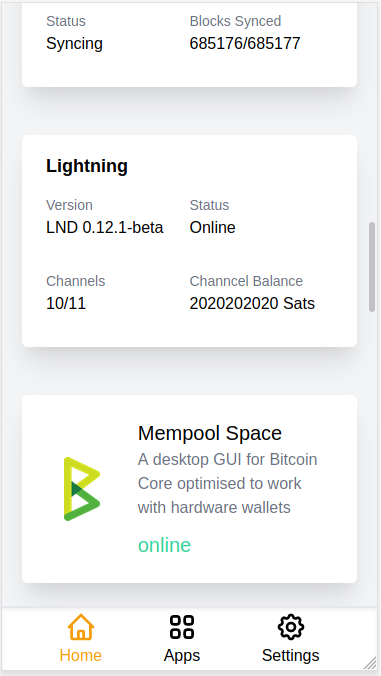 Status Blocks Synced
Syncing 685176/685177
Lightning
Version Status
LND 0.12.1-beta Online
Channels Channcel Balance
10/11 2020202020 Sats
Mempool Space
A desktop GUI for Bitcoin
Core optimised to work
with hardware wallets
online
Home Apps Settings